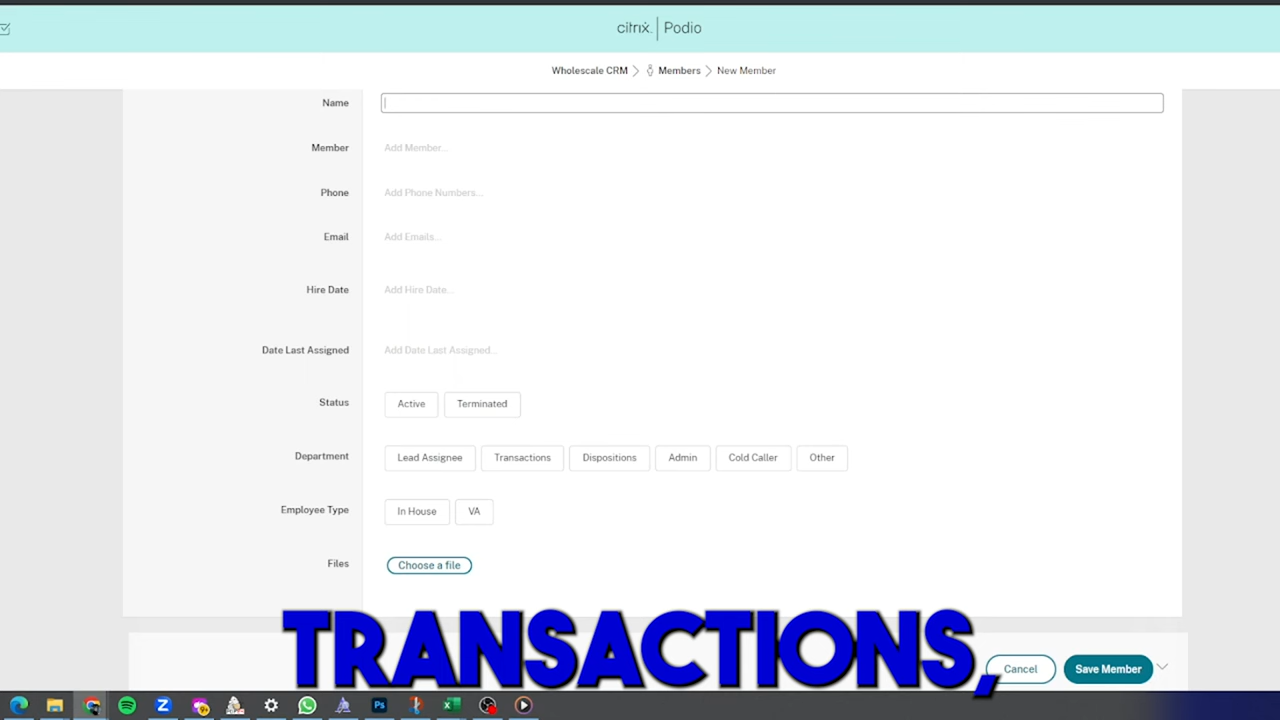 citrix. | Podio
Wholescale CRM > Members > New Member
Name
Member Add Member...
Phone Add Phone Numbers...
Email Add Emails...
Hire Date Add Hire Date...
Date Last Assigned Add Date Last Assigned...
Status Active Terminated
Department Lead Assignee Transactions Dispositions Admin Cold Caller Other
Employee Type In House VA
Files Choose a file
TRANSACTIONS,
Cancel Save Member